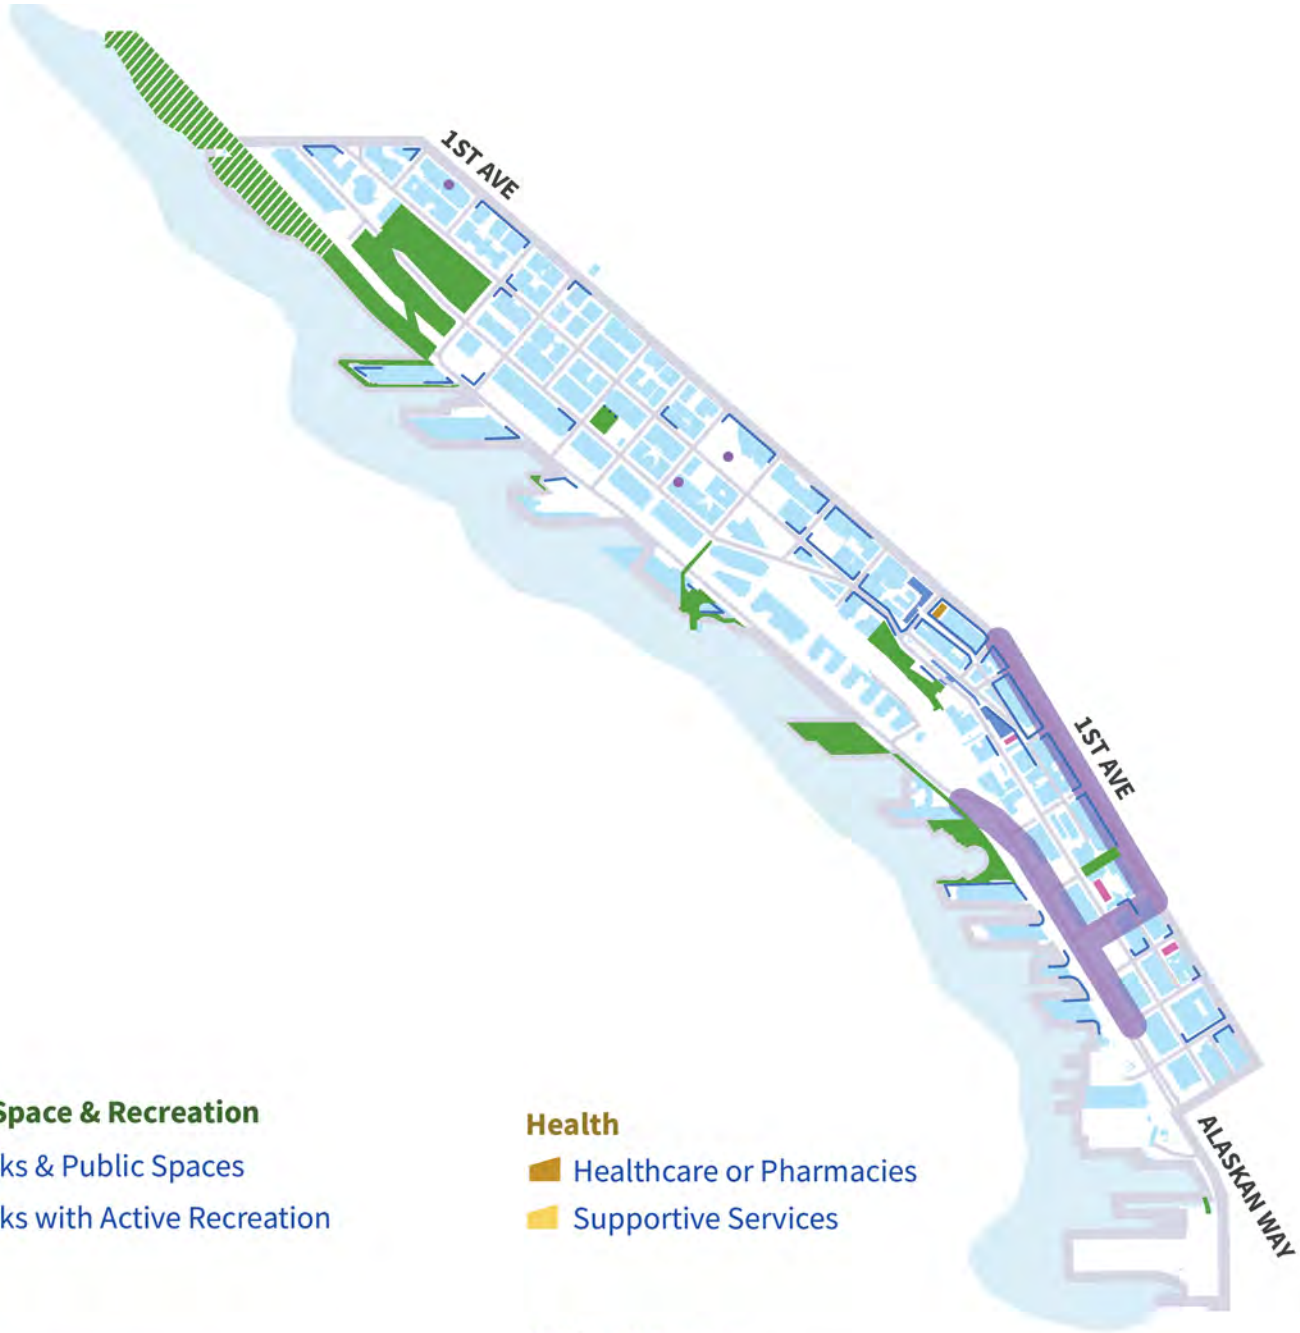 1ST AVE
1ST AVE
ALASKAN WAY
Space & Recreation
ks & Public Spaces
ks with Active Recreation
Health
Healthcare or Pharmacies
Supportive Services